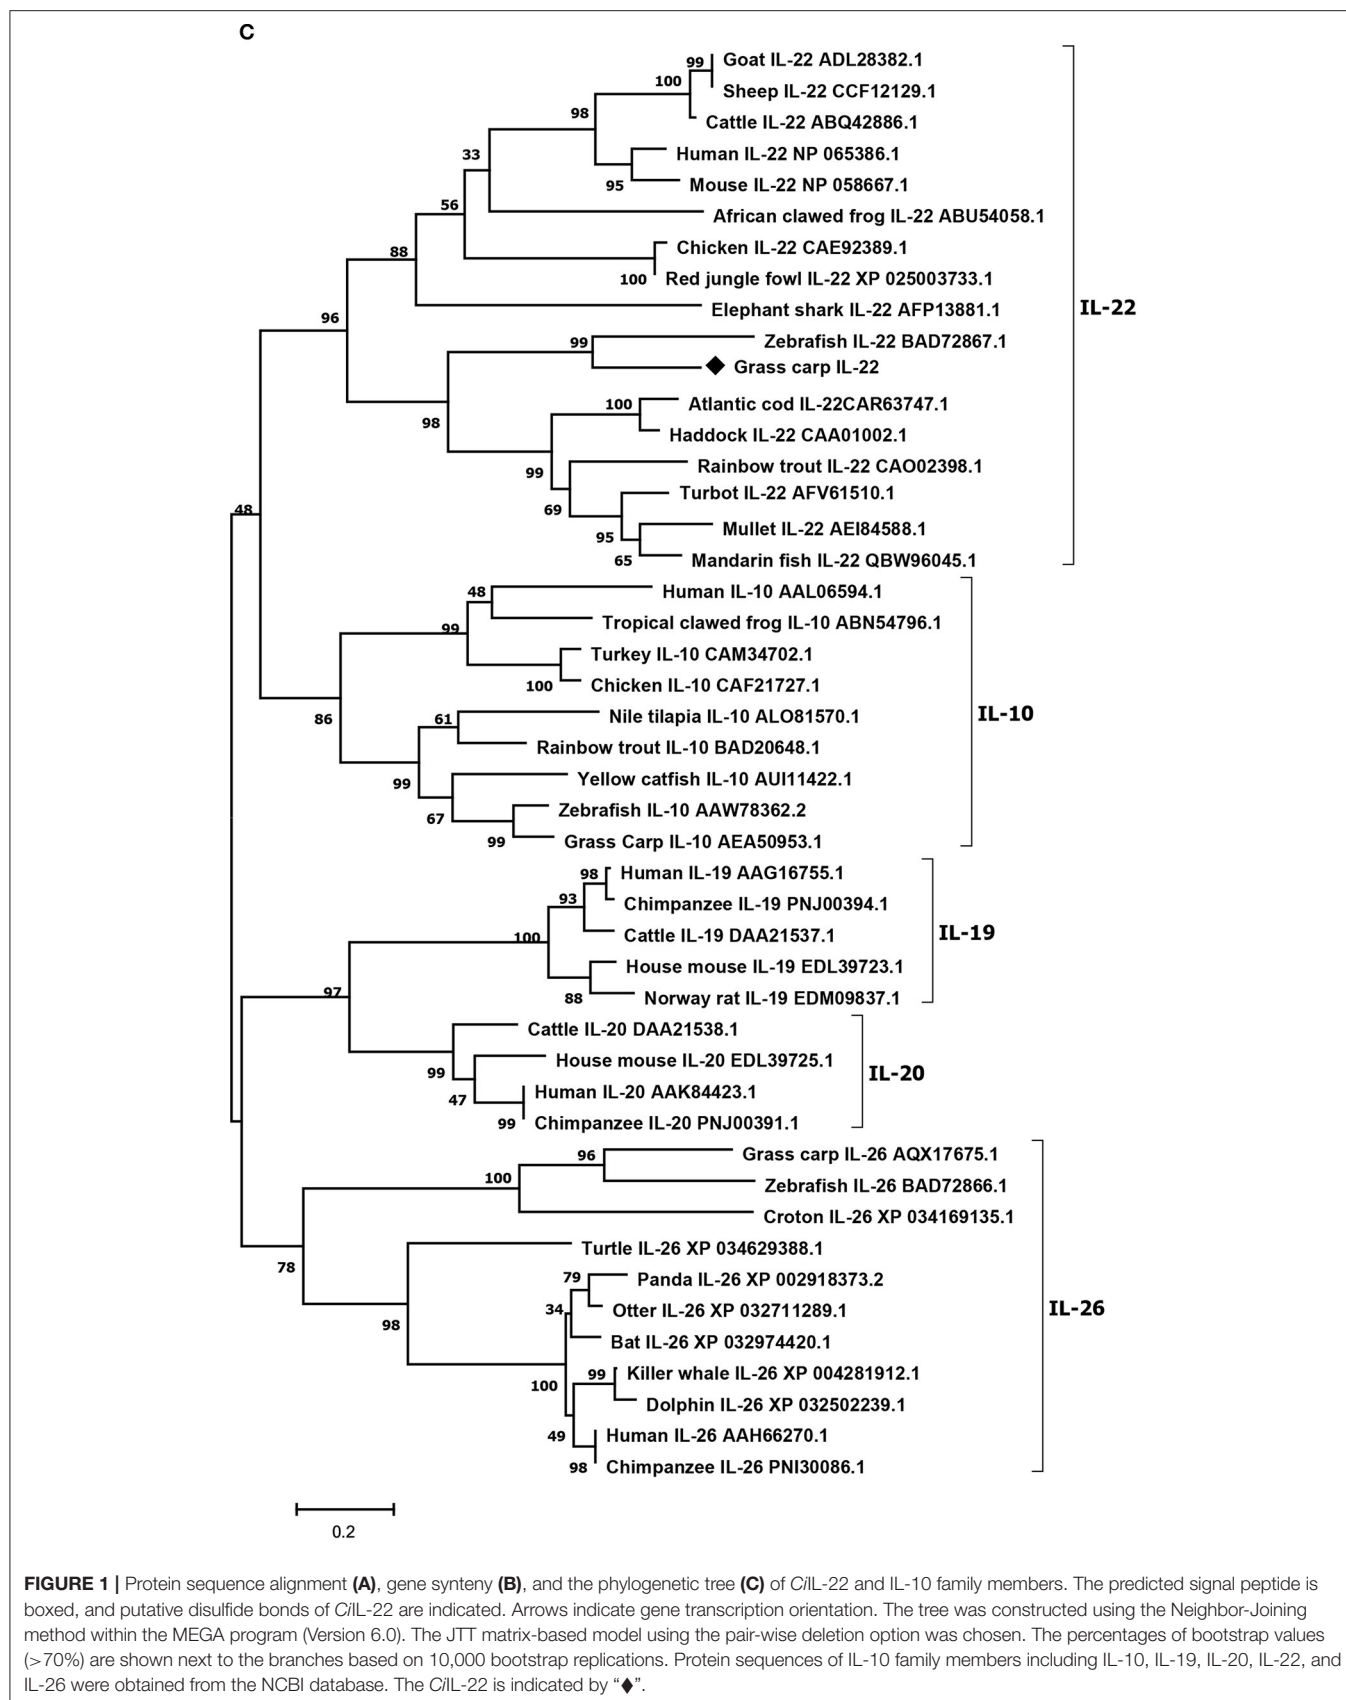 C
99
Goat IL-22 ADL28382.1
100
Sheep IL-22 CCF12129.1
98
Cattle IL-22 ABQ42886.1
33
Human IL-22 NP 065386.1
95
Mouse IL-22 NP 058667.1
56
African clawed frog IL-22 ABU54058.1
88
Chicken IL-22 CAE92389.1
100
Red jungle fowl IL-22 XP 025003733.1
96
Elephant shark IL-22 AFP13881.1
IL-22
99
Zebrafish IL-22 BAD72867.1
◆ Grass carp IL-22
98
100
Atlantic cod IL-22CAR63747.1
Haddock IL-22 CAA01002.1
99
Rainbow trout IL-22 CAO02398.1
69
Turbot IL-22 AFV61510.1
95
Mullet IL-22 AEI84588.1
65
Mandarin fish IL-22 QBW96045.1
48
48
Human IL-10 AAL06594.1
99
Tropical clawed frog IL-10 ABN54796.1
Turkey IL-10 CAM34702.1
100
Chicken IL-10 CAF21727.1
86
61
Nile tilapia IL-10 ALO81570.1
IL-10
Rainbow trout IL-10 BAD20648.1
99
Yellow catfish IL-10 AUI11422.1
67
Zebrafish IL-10 AAW78362.2
99
Grass Carp IL-10 AEA50953.1
98
Human IL-19 AAG16755.1
93
Chimpanzee IL-19 PNJ00394.1
100
Cattle IL-19 DAA21537.1
IL-19
House mouse IL-19 EDL39723.1
88
Norway rat IL-19 EDM09837.1
97
Cattle IL-20 DAA21538.1
99
House mouse IL-20 EDL39725.1
IL-20
47
Human IL-20 AAK84423.1
99
Chimpanzee IL-20 PNJ00391.1
96
Grass carp IL-26 AQX17675.1
100
Zebrafish IL-26 BAD72866.1
Croton IL-26 XP 034169135.1
78
Turtle IL-26 XP 034629388.1
79
Panda IL-26 XP 002918373.2
34
Otter IL-26 XP 032711289.1
IL-26
98
Bat IL-26 XP 032974420.1
100
99
Killer whale IL-26 XP 004281912.1
Dolphin IL-26 XP 032502239.1
49
Human IL-26 AAH66270.1
98
Chimpanzee IL-26 PNI30086.1
0.2
FIGURE 1 | Protein sequence alignment (A), gene synteny (B), and the phylogenetic tree (C) of CiIL-22 and IL-10 family members. The predicted signal peptide is
boxed, and putative disulfide bonds of CiIL-22 are indicated. Arrows indicate gene transcription orientation. The tree was constructed using the Neighbor-Joining
method within the MEGA program (Version 6.0). The JTT matrix-based model using the pair-wise deletion option was chosen. The percentages of bootstrap values
(>70%) are shown next to the branches based on 10,000 bootstrap replications. Protein sequences of IL-10 family members including IL-10, IL-19, IL-20, IL-22, and
IL-26 were obtained from the NCBI database. The CiIL-22 is indicated by “◆”.